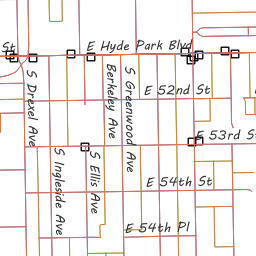 St
E Hyde Park Blvd
S Drexel Ave
Berkeley Ave
S Greenwood Ave
E 52nd St
E 53rd St
S Ingleside Ave
S Ellis Ave
E 54th St
E 54th Pl